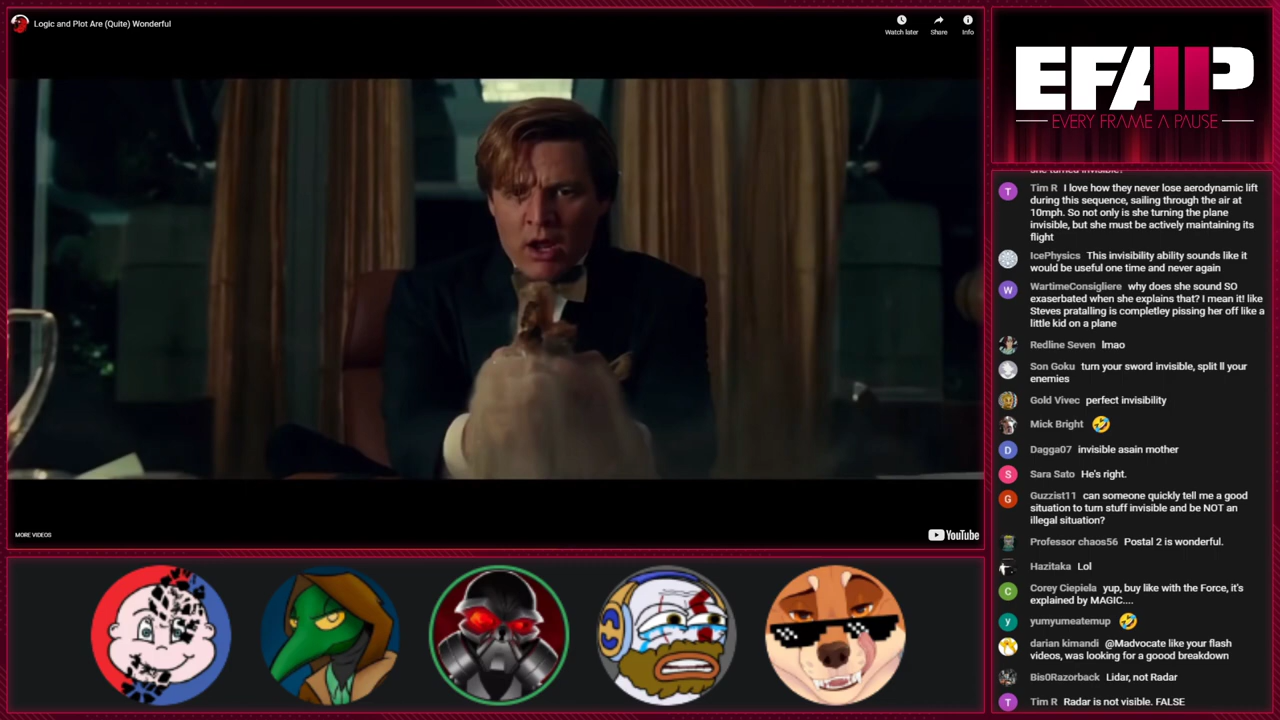 Logic and Plot Are (Quite) Wonderful
Watch later
Share
Info
MORE VIDEOS
YouTube
EFAP
EVERY FRAME A PAUSE
she turned invisible?
Tim R I love how they never lose aerodynamic lift
during this sequence, sailing through the air at
10mph. So not only is she turning the plane
invisible, but she must be actively maintaining its
flight
IcePhysics This invisibility ability sounds like it
would be useful one time and never again
WartimeConsigliere why does she sound SO
exaserbated when she explains that? I mean it! like
Steves pratalling is completley pissing her off like a
little kid on a plane
Redline Seven lmao
Son Goku turn your sword invisible, split ll your
enemies
Gold Vivec perfect invisibility
Mick Bright 🤣
D
Dagga07 invisible asain mother
S
Sara Sato He's right.
G
Guzzist11 can someone quickly tell me a good
situation to turn stuff invisible and be NOT an
illegal situation?
Professor chaos56 Postal 2 is wonderful.
Hazitaka Lol
C
Corey Ciepiela yup, buy like with the Force, it's
explained by MAGIC....
y
yumyumeatemup 🤣
darian kimandi @Madvocate like your flash
videos, was looking for a goood breakdown
Bis0Razorback Lidar, not Radar
T
Tim R Radar is not visible. FALSE